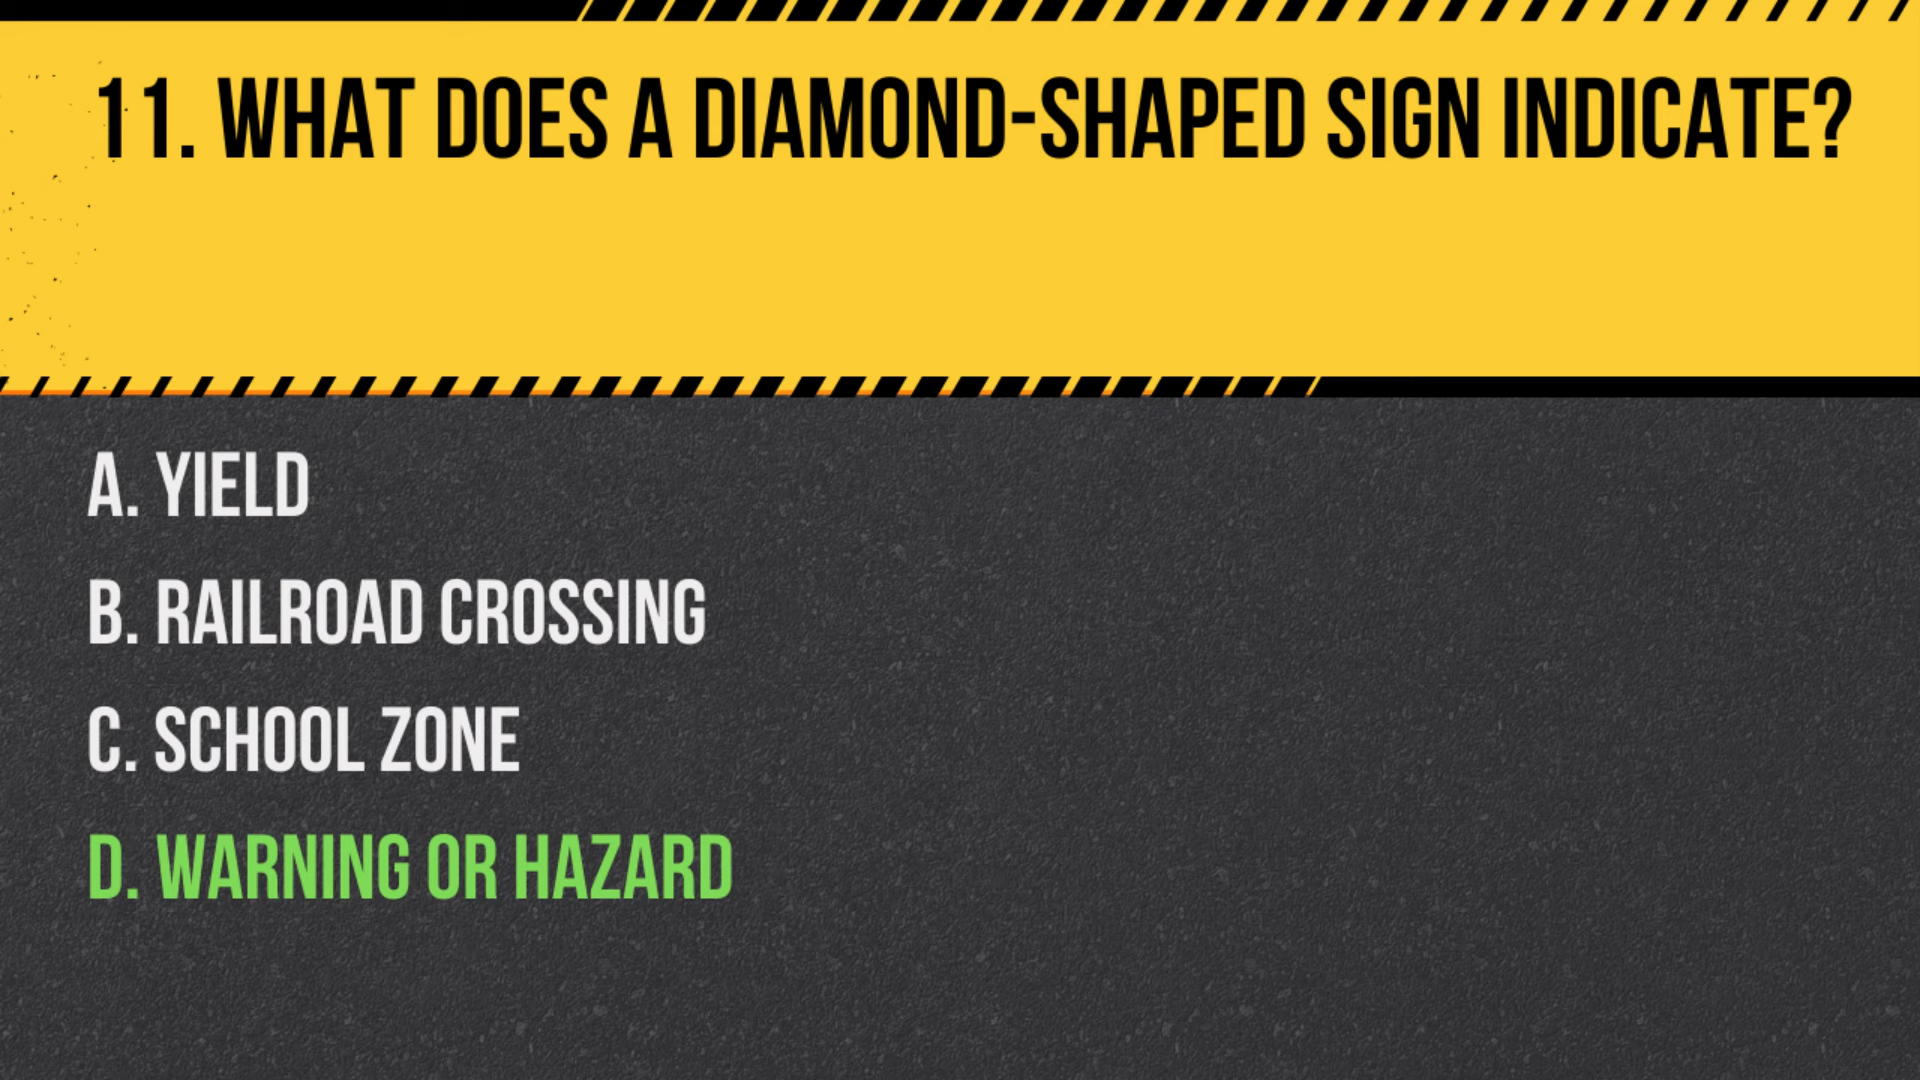 11. WHAT DOES A DIAMOND-SHAPED SIGN INDICATE?
A. YIELD
B. RAILROAD CROSSING
C. SCHOOL ZONE
D. WARNING OR HAZARD